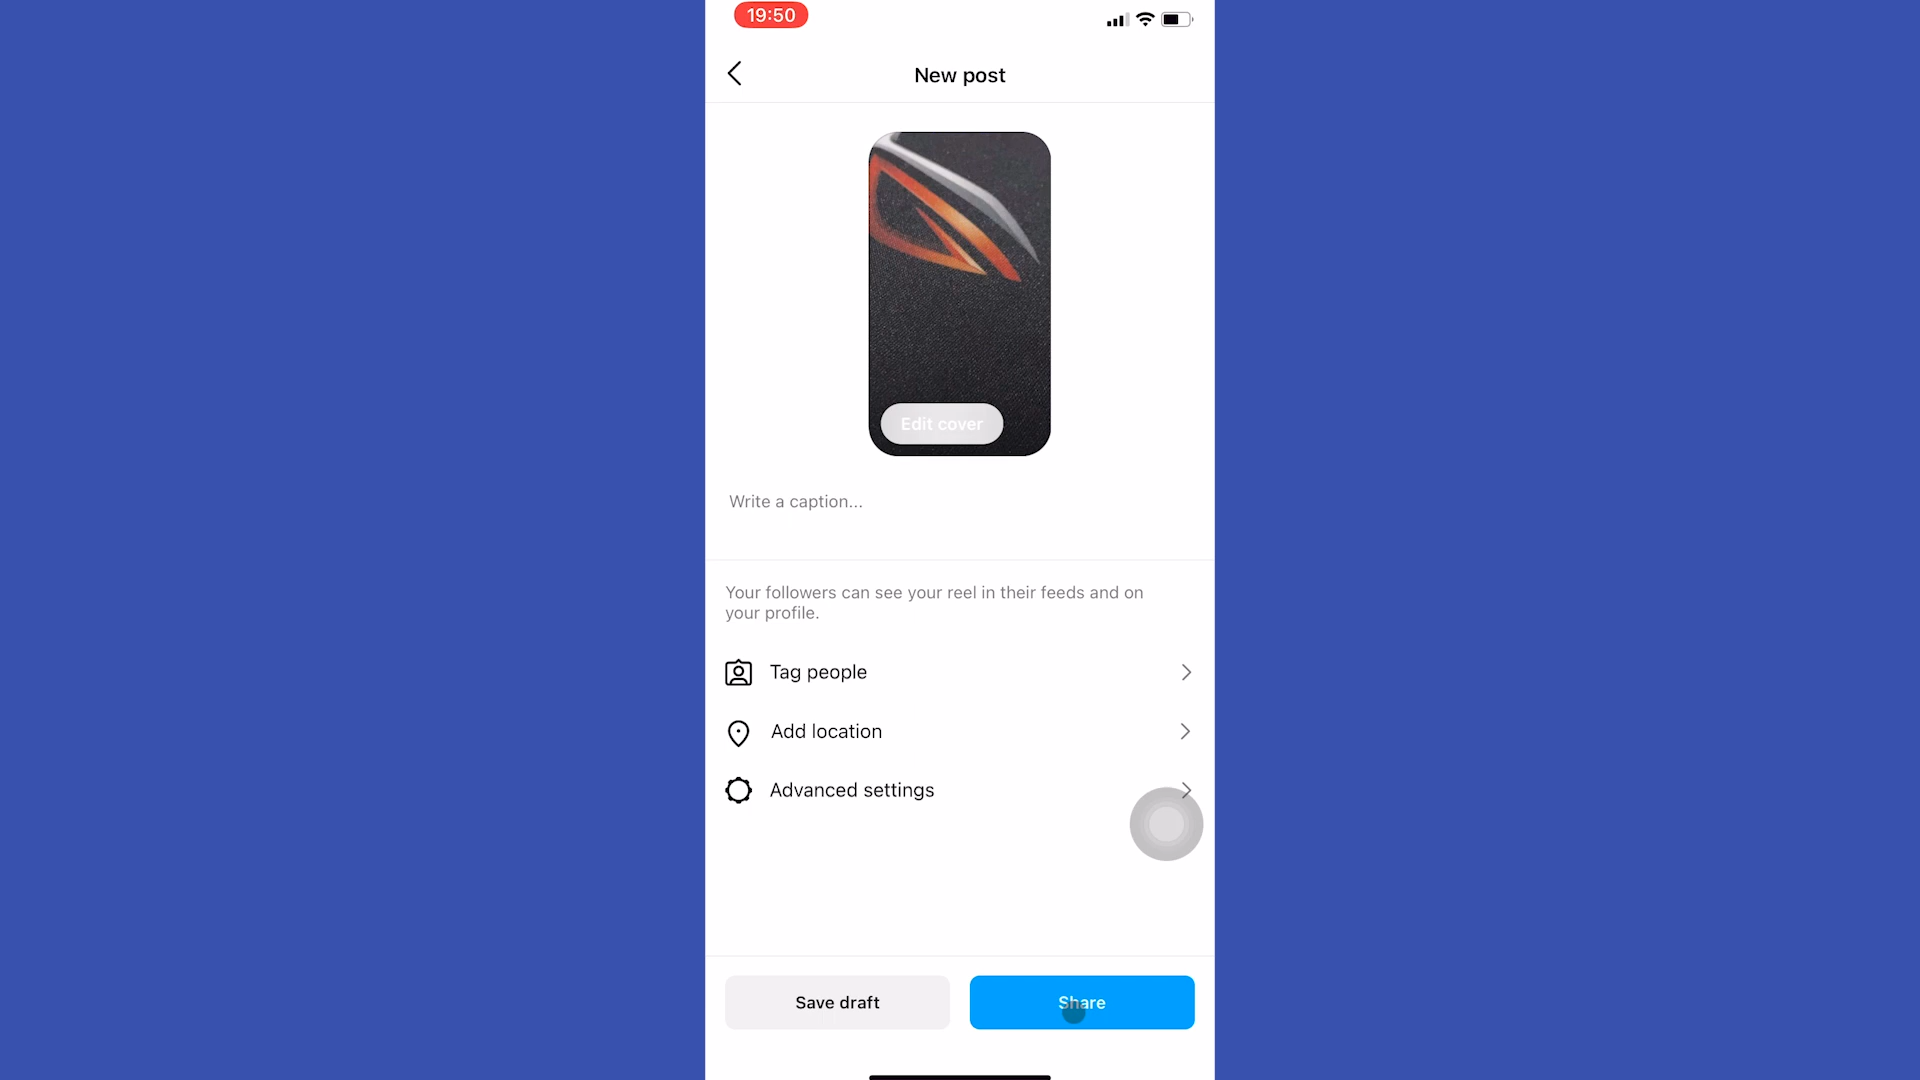 19:50
New post
Edit cover
Write a caption...
Your followers can see your reel in their feeds and on
your profile.
Tag people
Add location
Advanced settings
Save draft
Share